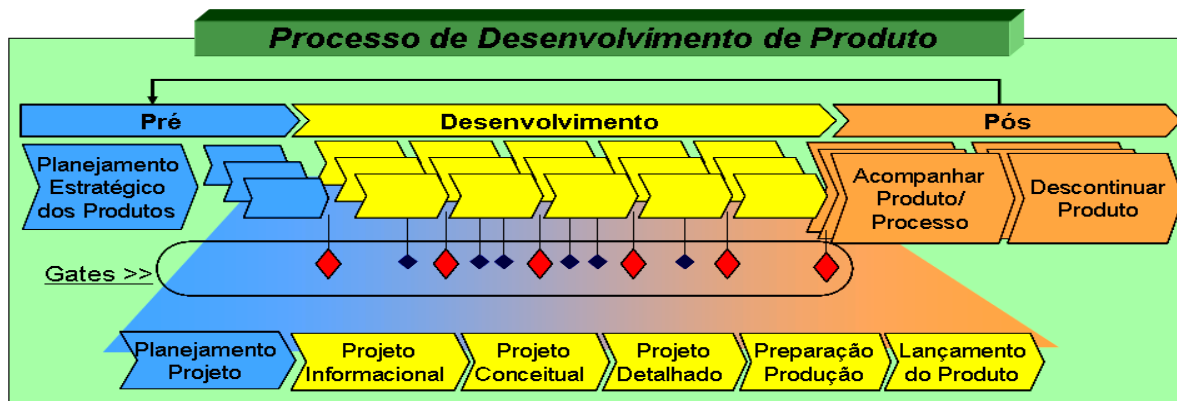 Processo de Desenvolvimento de Produto
Pré
Desenvolvimento
Pós
Planejamento
Estratégico
dos Produtos
Acompanhar
Produto/
Processo
Descontinuar
Produto
Gates >>
Planejamento
Projeto
Projeto
Informacional
Projeto
Conceitual
Projeto
Detalhado
Preparação
Produção
Lançamento
do Produto